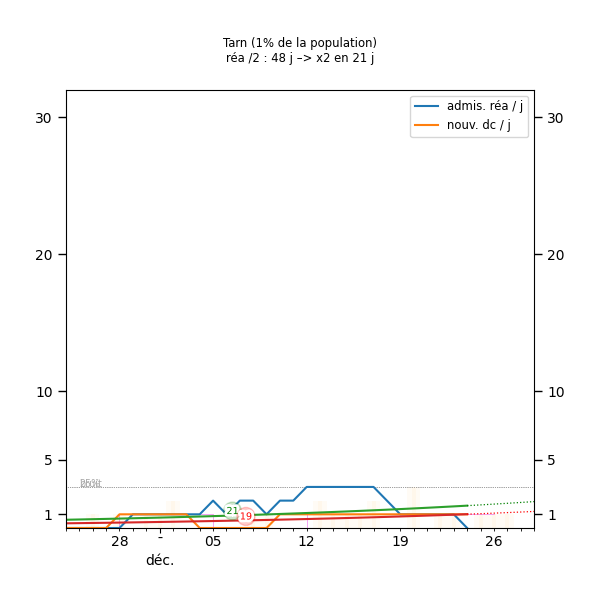 Tarn (1% de la population)
réa /2 : 48 j –> x2 en 21 j
admis. réa / j
nouv. dc / j
30 30
20 20
10 10
5 5
21
19
1 1
28 - 05 12 19 26
déc.